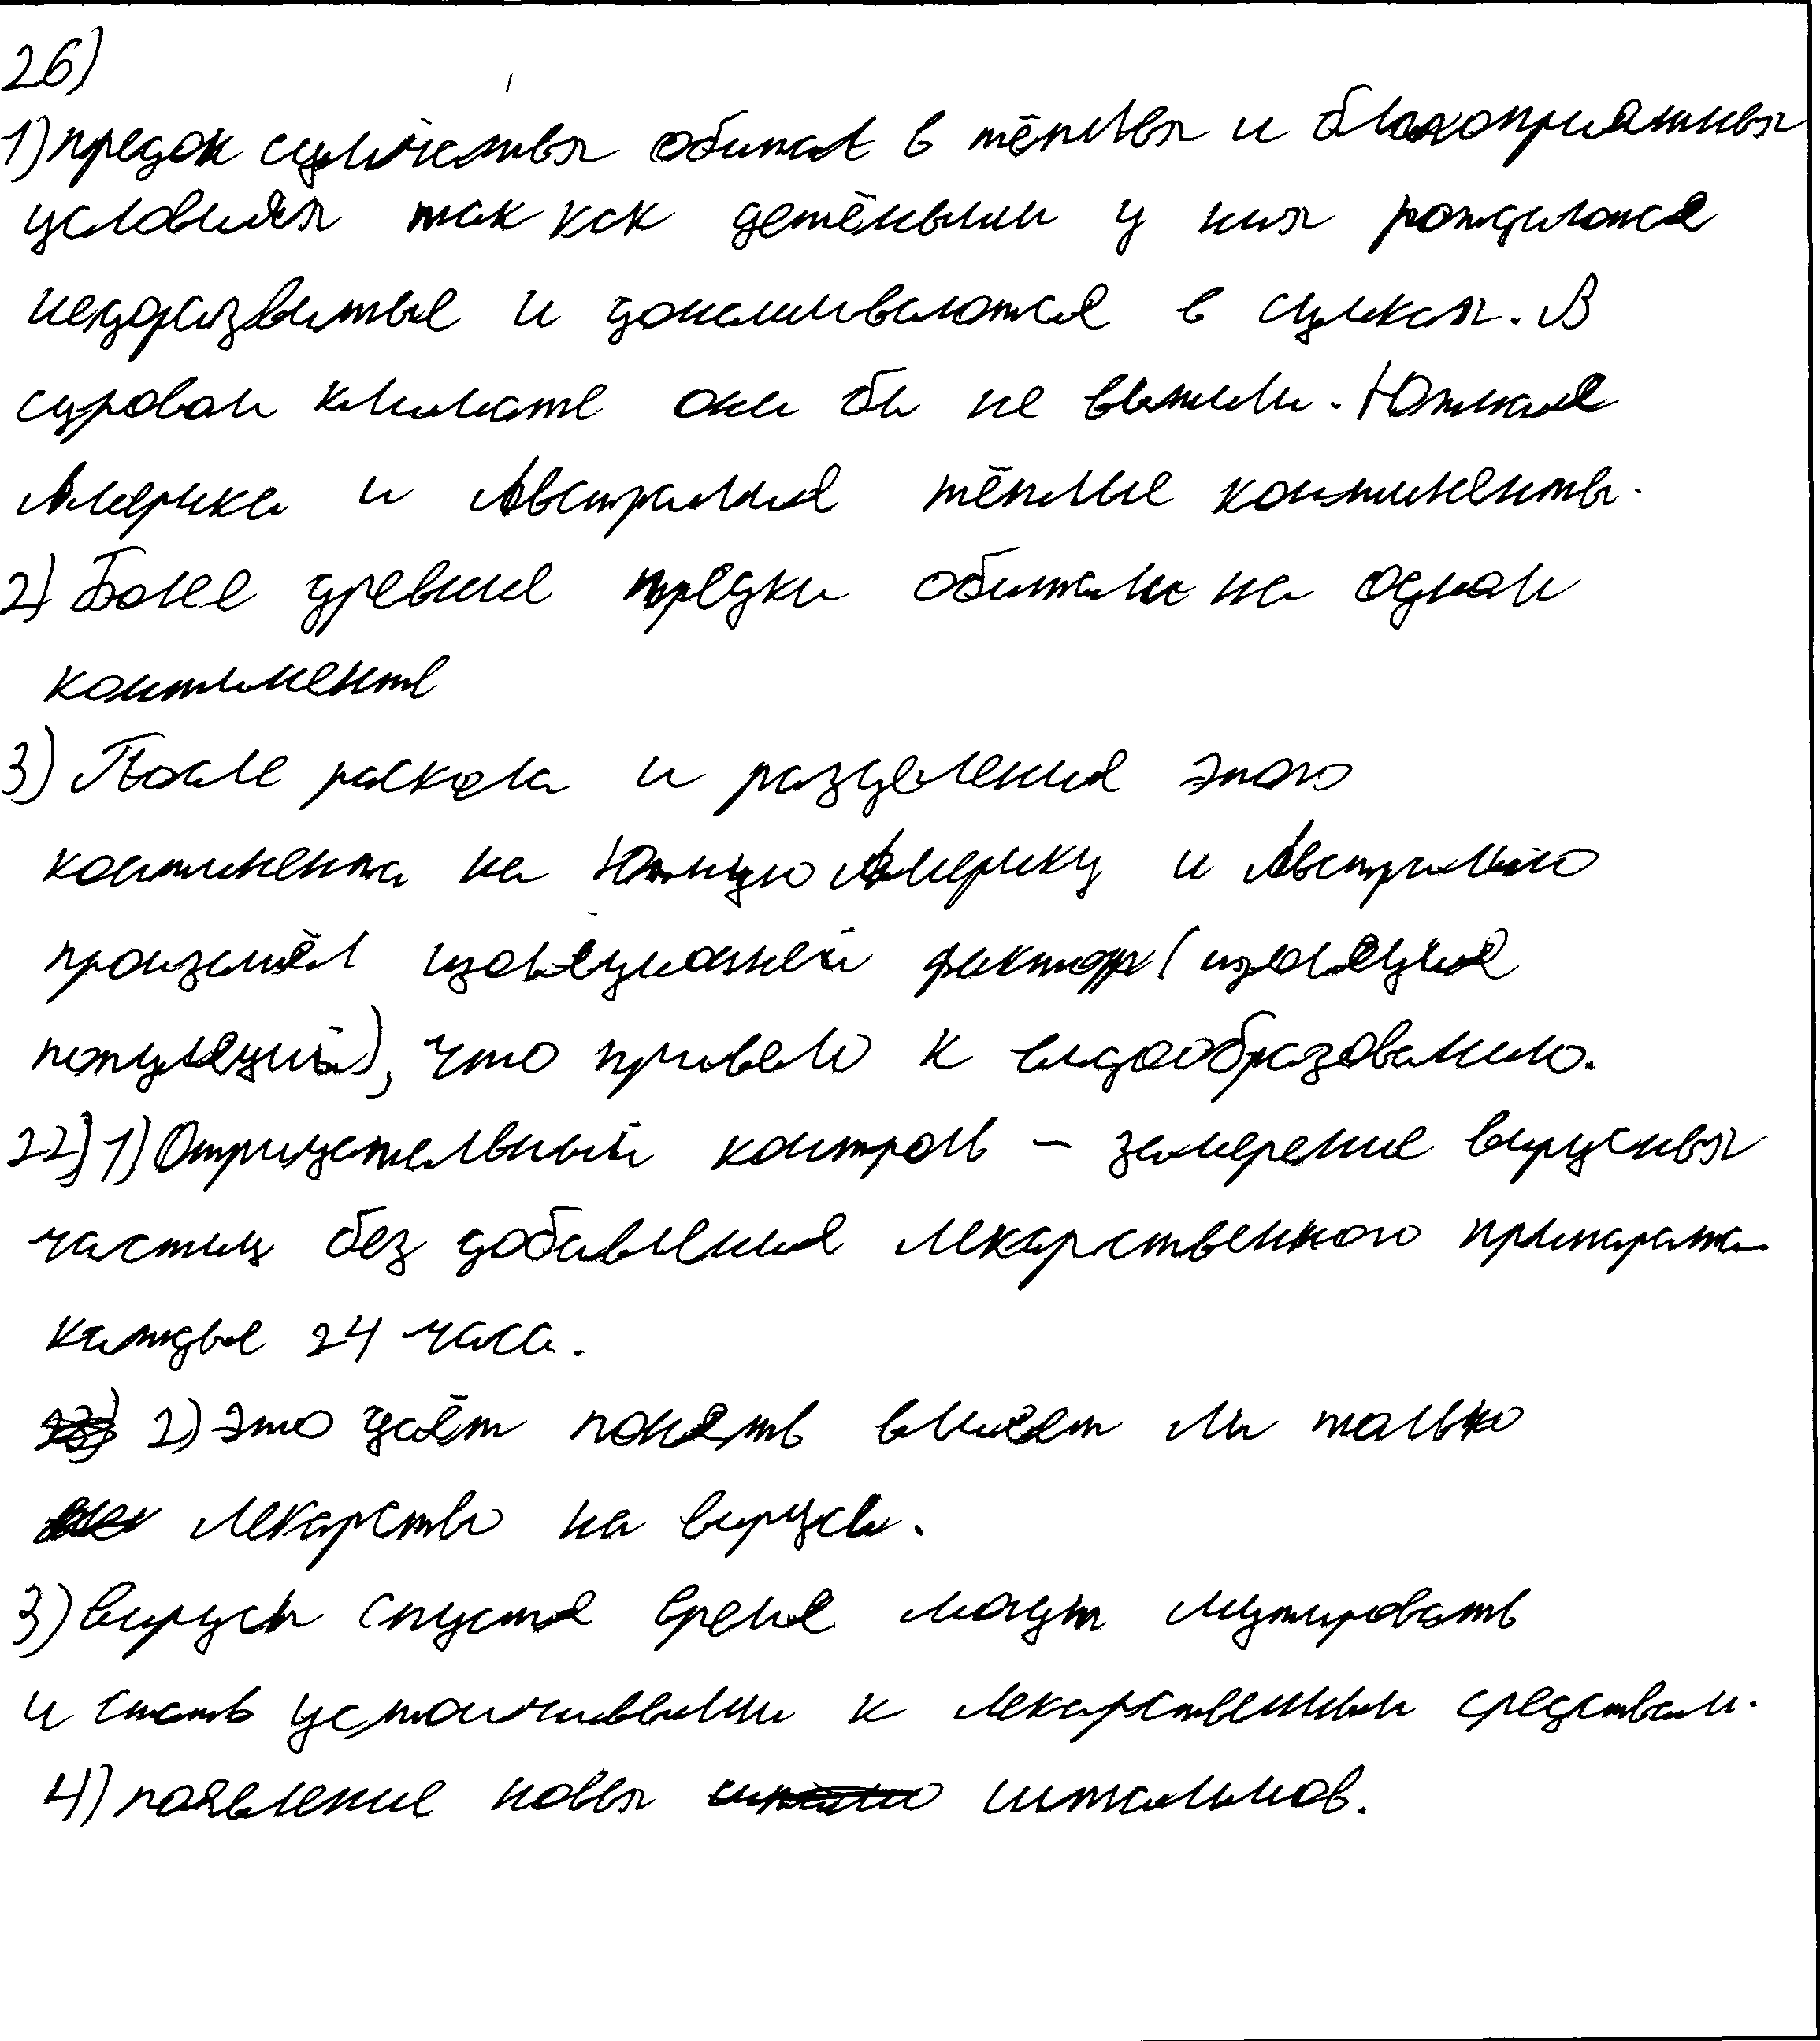 26)
1) предок сумчатых обитал в тёплых и благоприятных
условиях так как детёныши у них рождаются
недоразвитые и донашиваются в сумках. В
суровом климате они бы не выжили. Южная
Америка и Австралия тёплые континенты.
2) Более древние предки обитали на одном
континенте
3) После раскола и разделения этого
континента на Южную Америку и Австралию
произошёл изоляционный фактор (изоляция
популяций), что привело к видообразованию.
22) 1) Отрицательный контроль – замерение вирусных
частиц без добавления лекарственного препарата
каждые 24 часа.
2) это даёт понять влияет ли только
лекарство на вирусы.
3) вирусы спустя время могут мутировать
и стать устойчивыми к лекарственным средствам.
4) появление новых штаммов.